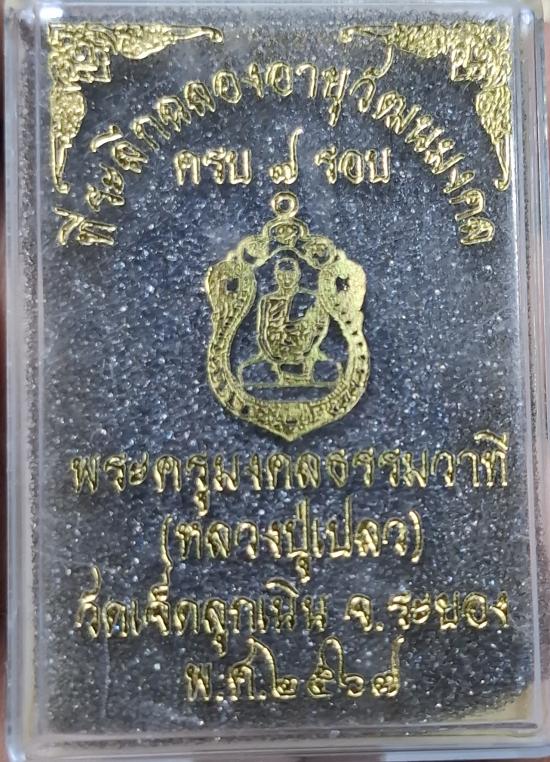 ที่ระลึกฉลองอายุวัฒนมงคล
ครบ ๗ รอบ
พระครูมงคลธรรมวาที
(หลวงปู่เปลว)
วัดเจ็ดลูกเนิน จ.ระยอง
พ.ศ.๒๕๖๗